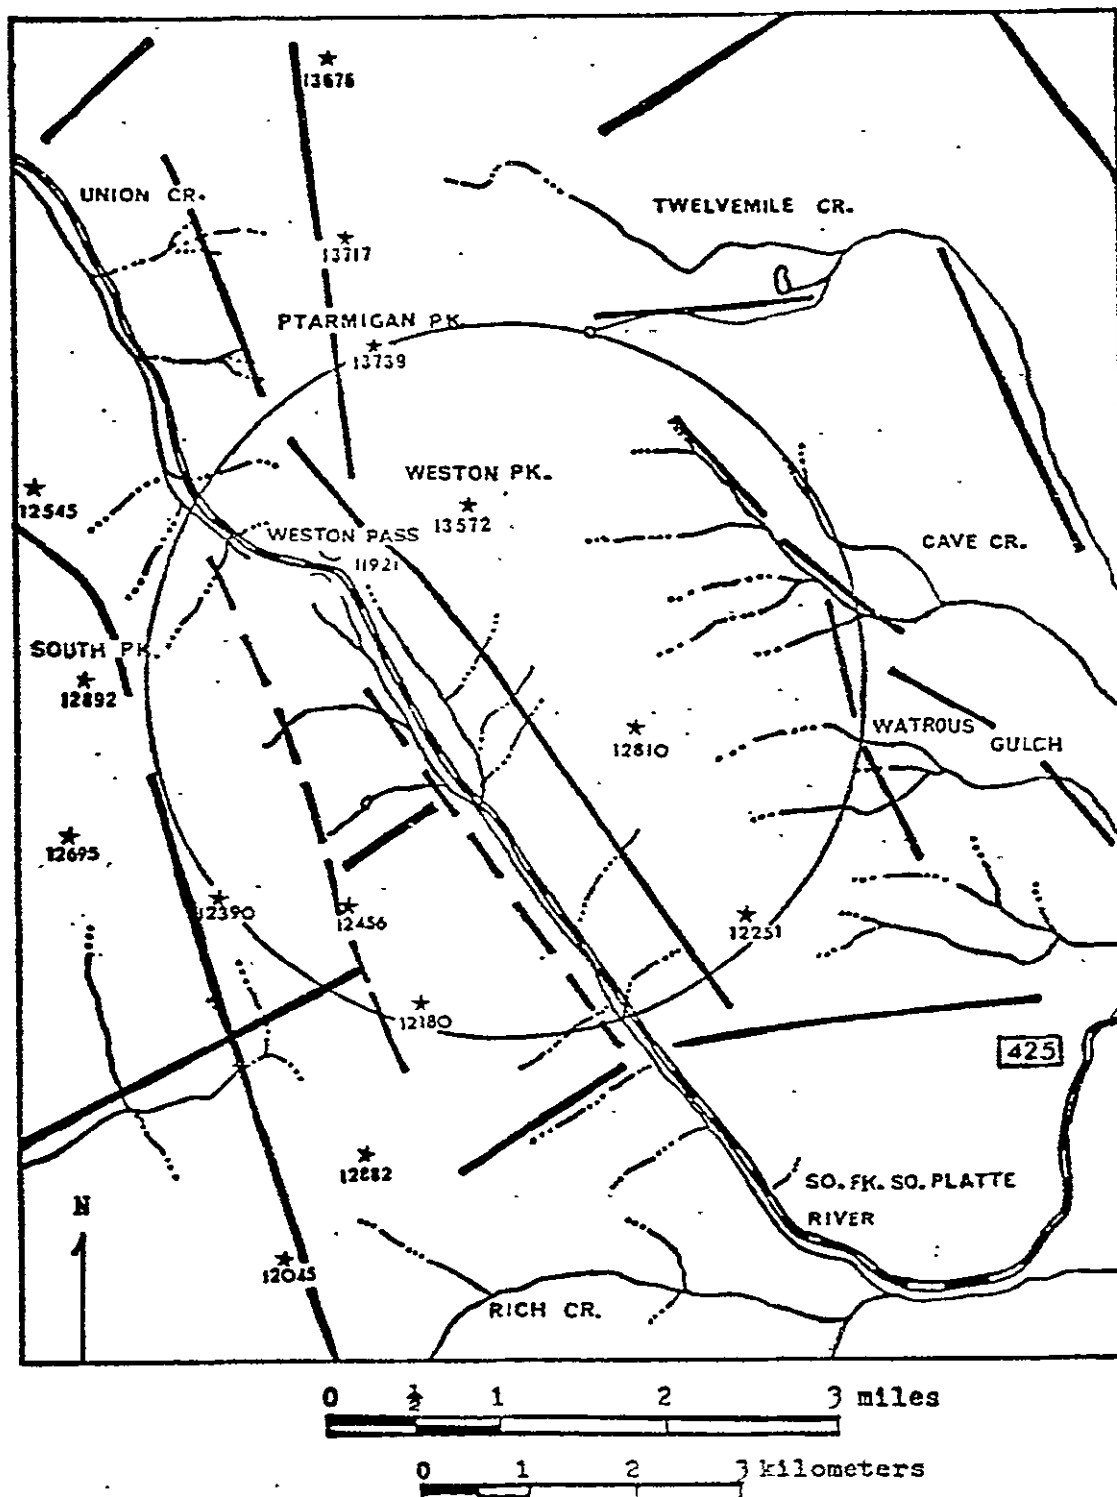 13676
UNION CR.
TWELVEMILE CR.
13717
PTARMIGAN PK
13739
WESTON PK.
12545
13572
WESTON PASS
CAVE CR.
11921
SOUTH PK.
12892
WATROUS
12810
GULCH
12695
12390
12456
12251
12180
425
12882
SO. FK. SO. PLATTE
RIVER
N
12045
RICH CR.
0 ½ 1 2 3 miles
0 1 2 3 kilometers